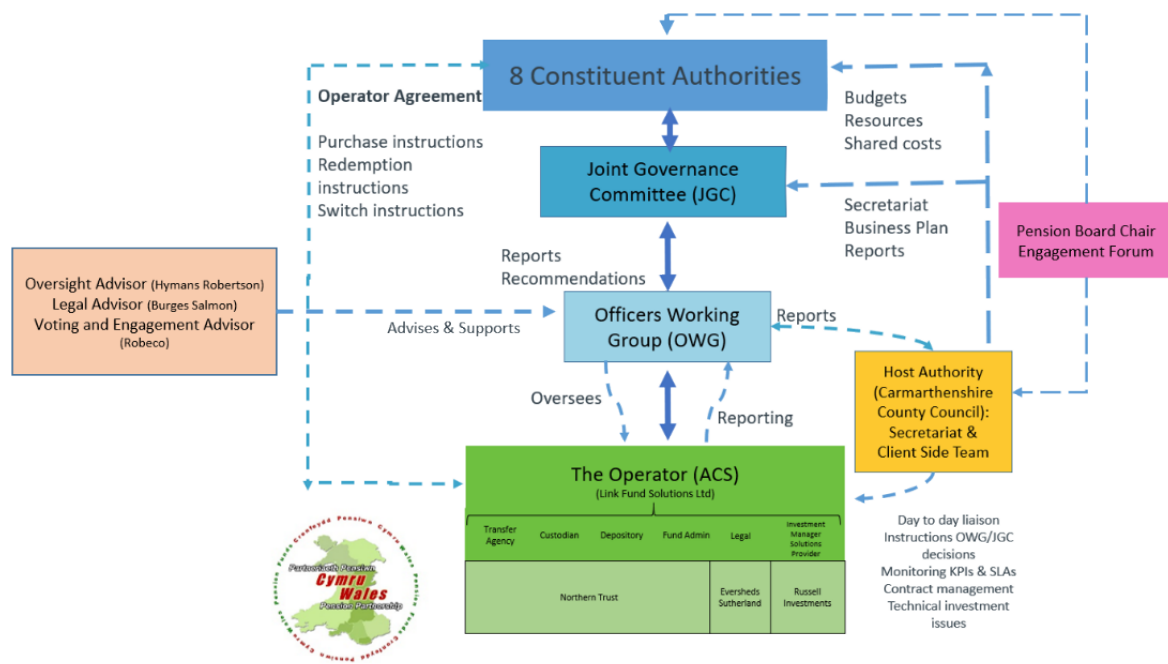 8 Constituent Authorities
Operator Agreement
Purchase instructions
Redemption
instructions
Switch instructions
Budgets
Resources
Shared costs
Joint Governance
Committee (JGC)
Secretariat
Business Plan
Reports
Pension Board Chair
Engagement Forum
Oversight Advisor (Hymans Robertson)
Legal Advisor (Burges Salmon)
Voting and Engagement Advisor
(Robeco)
Advises & Supports
Reports
Recommendations
Officers Working
Group (OWG)
Reports
Host Authority
(Carmarthenshire
County Council):
Secretariat &
Client Side Team
Oversees
Reporting
The Operator (ACS)
(Link Fund Solutions Ltd)
Transfer
Agency
Custodian
Depository
Fund Admin
Legal
Investment
Manager
Solutions
Provider
Northern Trust
Eversheds
Sutherland
Russell
Investments
Day to day liaison
Instructions OWG/JGC
decisions
Monitoring KPIs & SLAs
Contract management
Technical investment
issues
Partneriaeth Pensiwn
Cymru
Wales
Pension Partnership